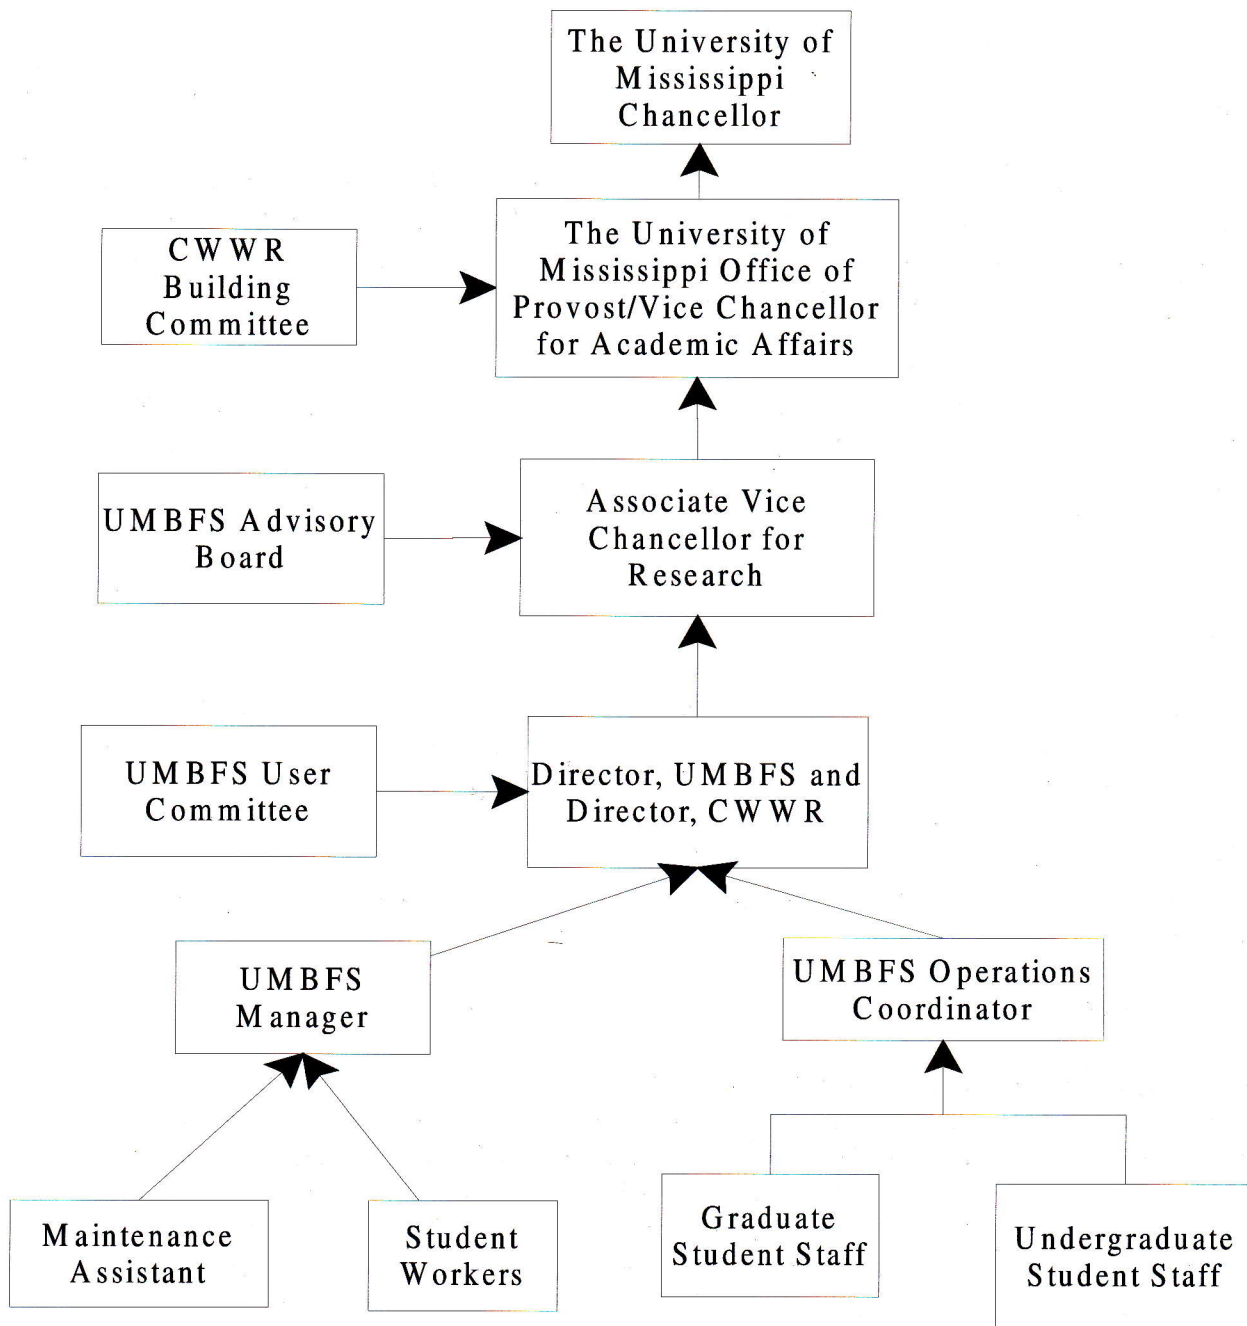 The University of
Mississippi
Chancellor
CWWR
Building
Committee
The University of
Mississippi Office of
Provost/Vice Chancellor
for Academic Affairs
UMBFS Advisory
Board
Associate Vice
Chancellor for
Research
UMBFS User
Committee
Director, UMBFS and
Director, CWWR
UMBFS
Manager
UMBFS Operations
Coordinator
Maintenance
Assistant
Student
Workers
Graduate
Student Staff
Undergraduate
Student Staff